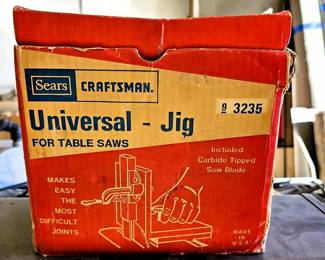 Sears CRAFTSMAN.
9 3235
Universal - Jig
FOR TABLE SAWS
Included
Carbide Tipped
Saw Blade
MAKES
EASY
THE
MOST
DIFFICULT
JOINTS
MADE
IN
U.S.A.